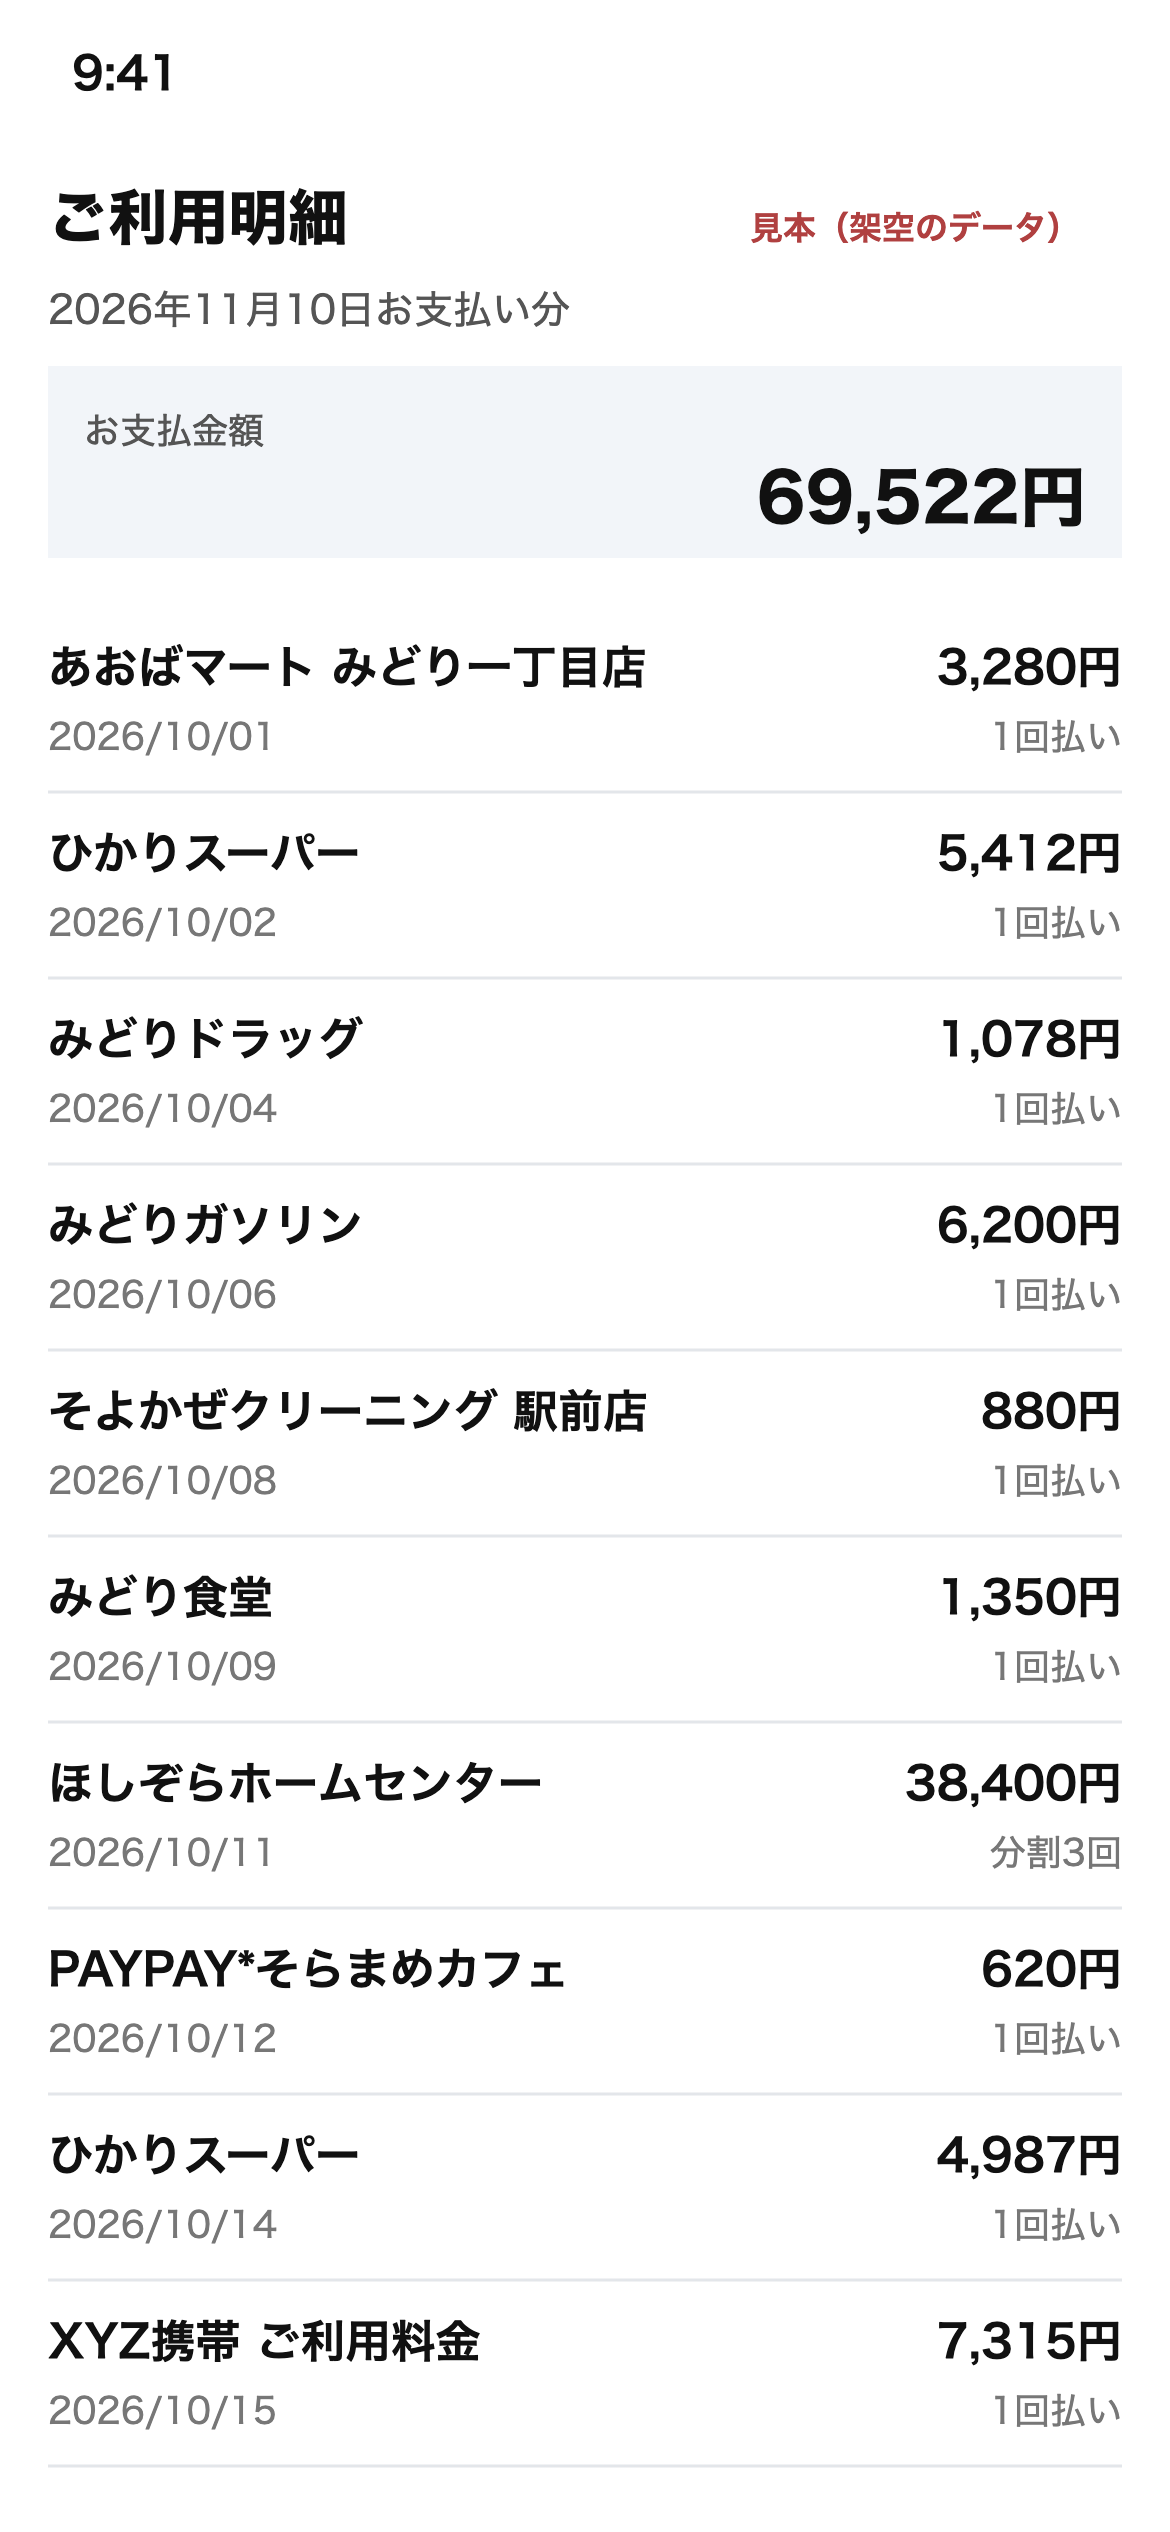 9:41
ご利用明細
見本（架空のデータ）
2026年11月10日お支払い分
お支払金額
69,522円
あおばマート みどり一丁目店 3,280円
2026/10/01 1回払い
ひかりスーパー 5,412円
2026/10/02 1回払い
みどりドラッグ 1,078円
2026/10/04 1回払い
みどりガソリン 6,200円
2026/10/06 1回払い
そよかぜクリーニング 駅前店 880円
2026/10/08 1回払い
みどり食堂 1,350円
2026/10/09 1回払い
ほしぞらホームセンター 38,400円
2026/10/11 分割3回
PAYPAY*そらまめカフェ 620円
2026/10/12 1回払い
ひかりスーパー 4,987円
2026/10/14 1回払い
XYZ携帯 ご利用料金 7,315円
2026/10/15 1回払い